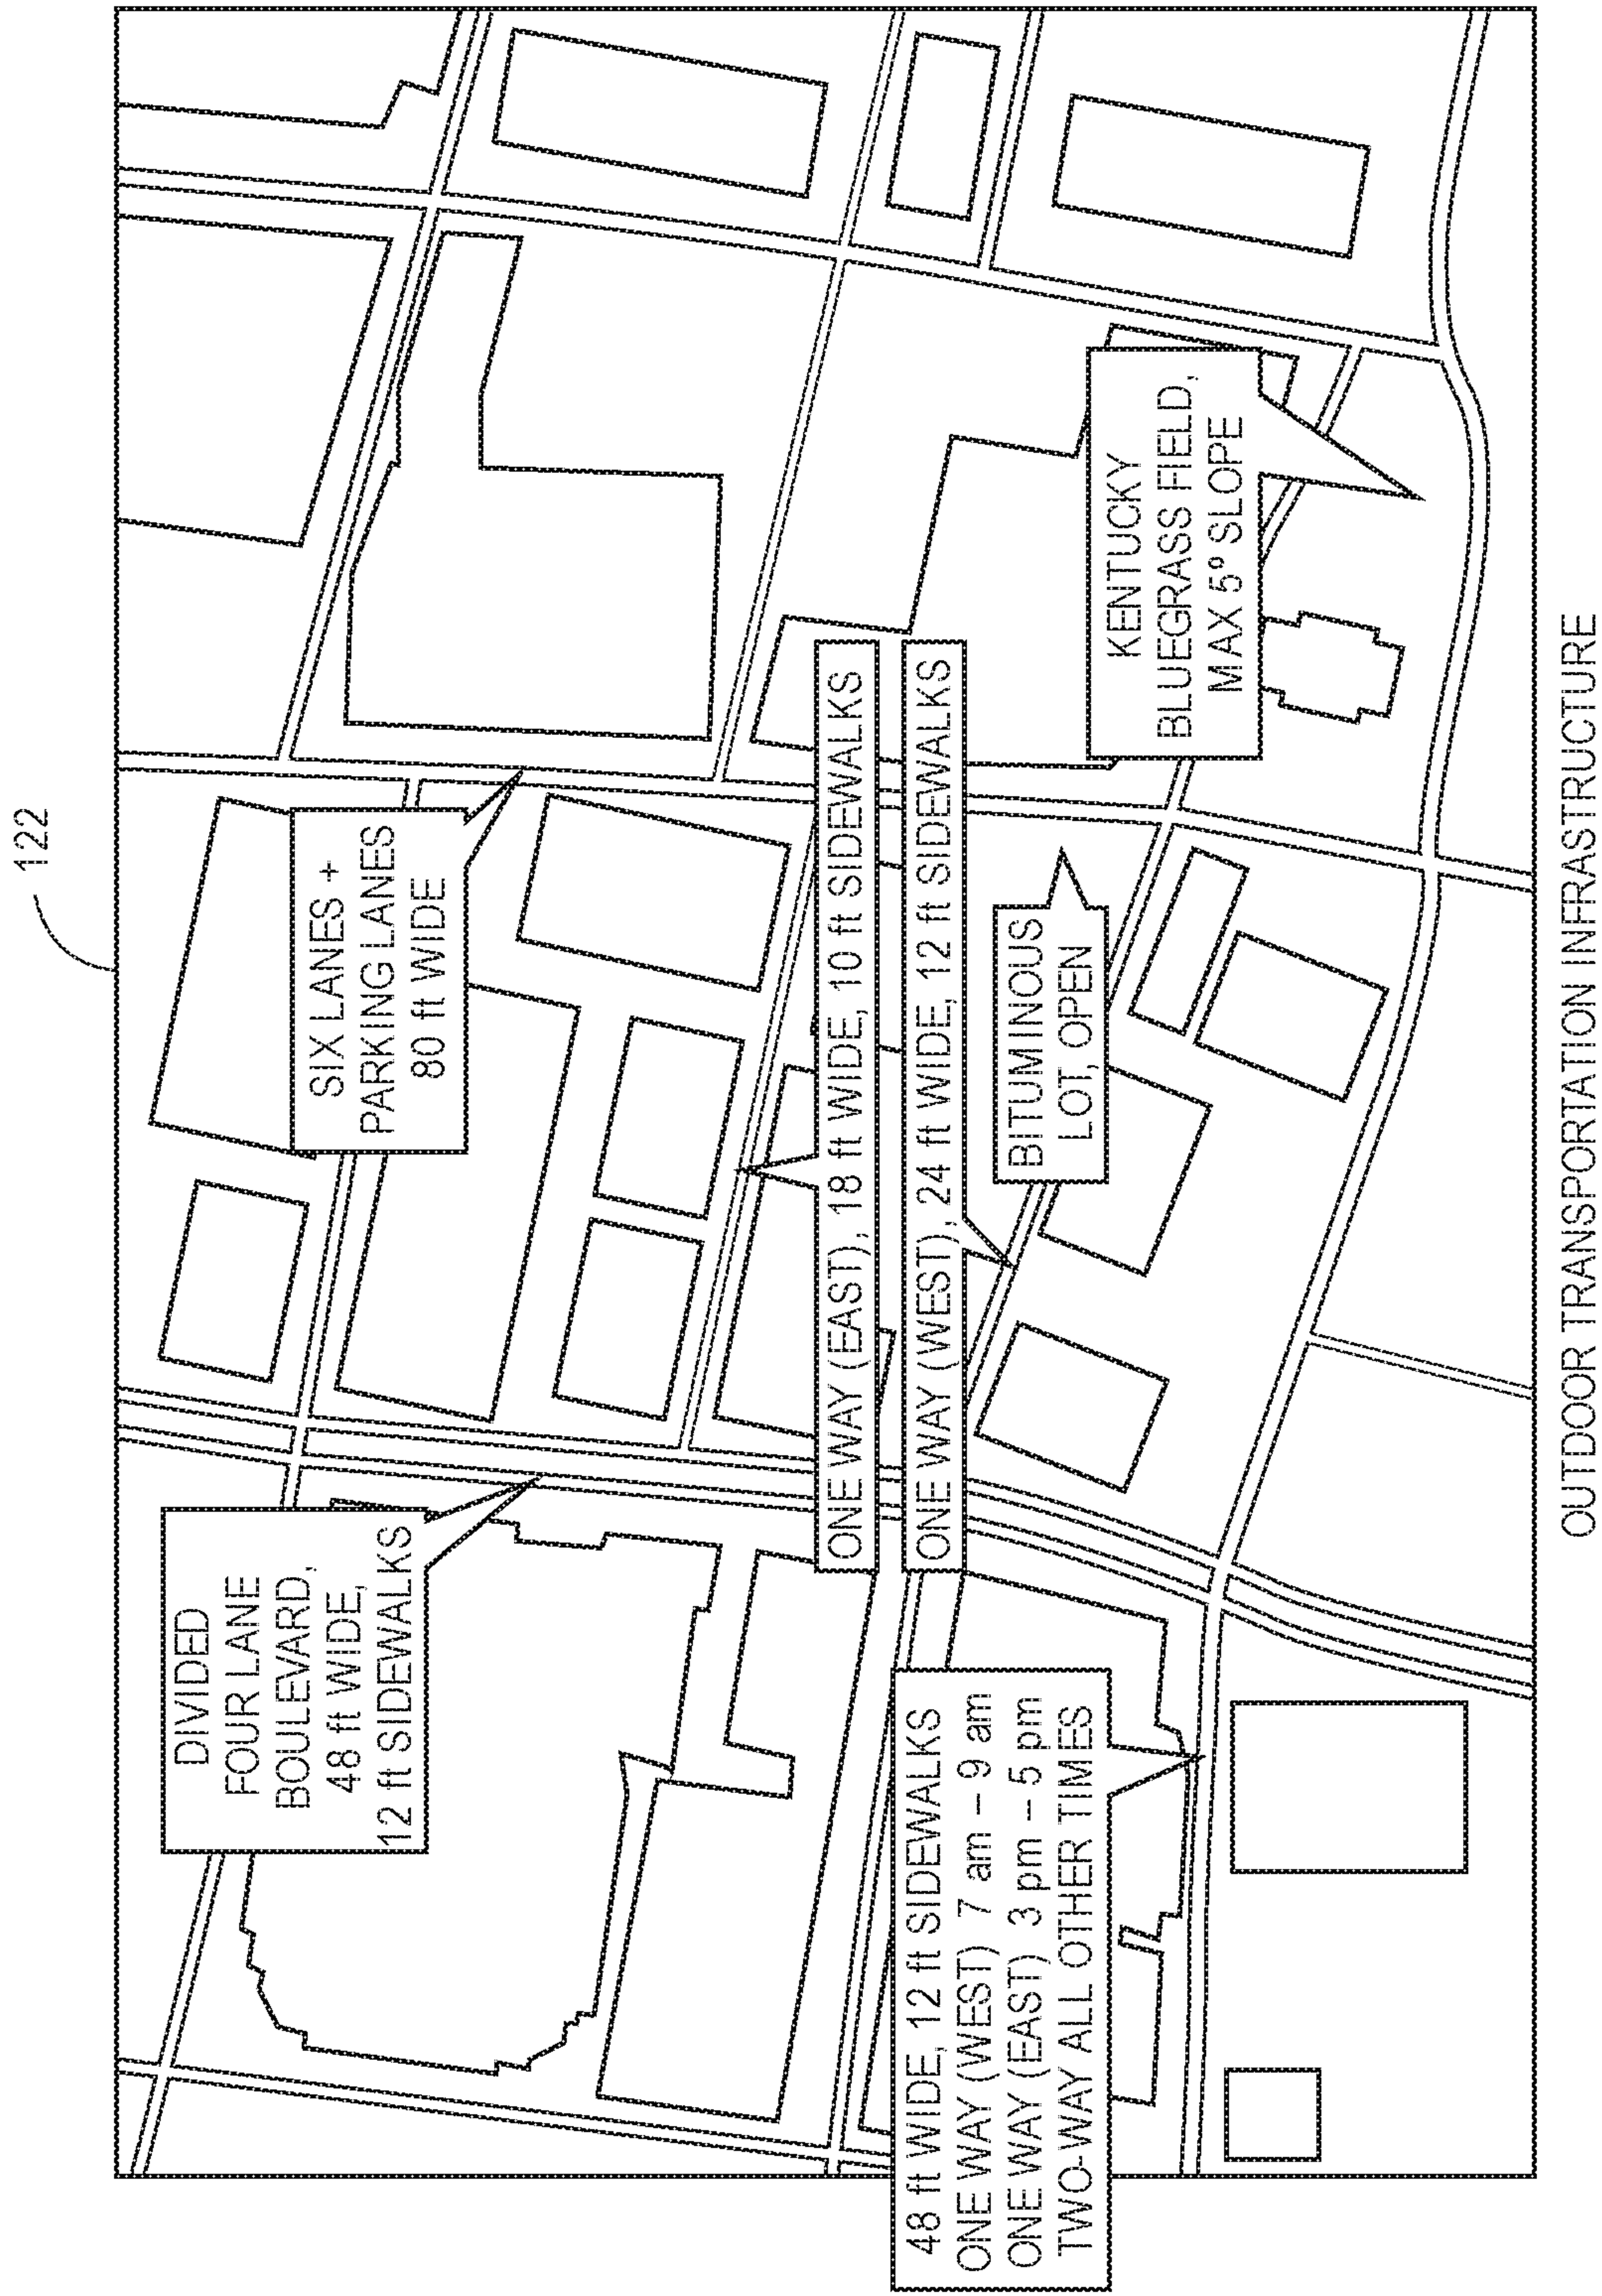 122
DIVIDED
FOUR LANE
BOULEVARD,
48 ft WIDE,
12 ft SIDEWALKS
SIX LANES +
PARKING LANES
80 ft WIDE
ONE WAY (EAST), 18 ft WIDE, 10 ft SIDEWALKS
ONE WAY (WEST), 24 ft WIDE, 12 ft SIDEWALKS
48 ft WIDE, 12 ft SIDEWALKS
ONE WAY (WEST) 7 am – 9 am
ONE WAY (EAST) 3 pm – 5 pm
TWO-WAY ALL OTHER TIMES
BITUMINOUS
LOT, OPEN
KENTUCKY
BLUEGRASS FIELD,
MAX 5° SLOPE
OUTDOOR TRANSPORTATION INFRASTRUCTURE